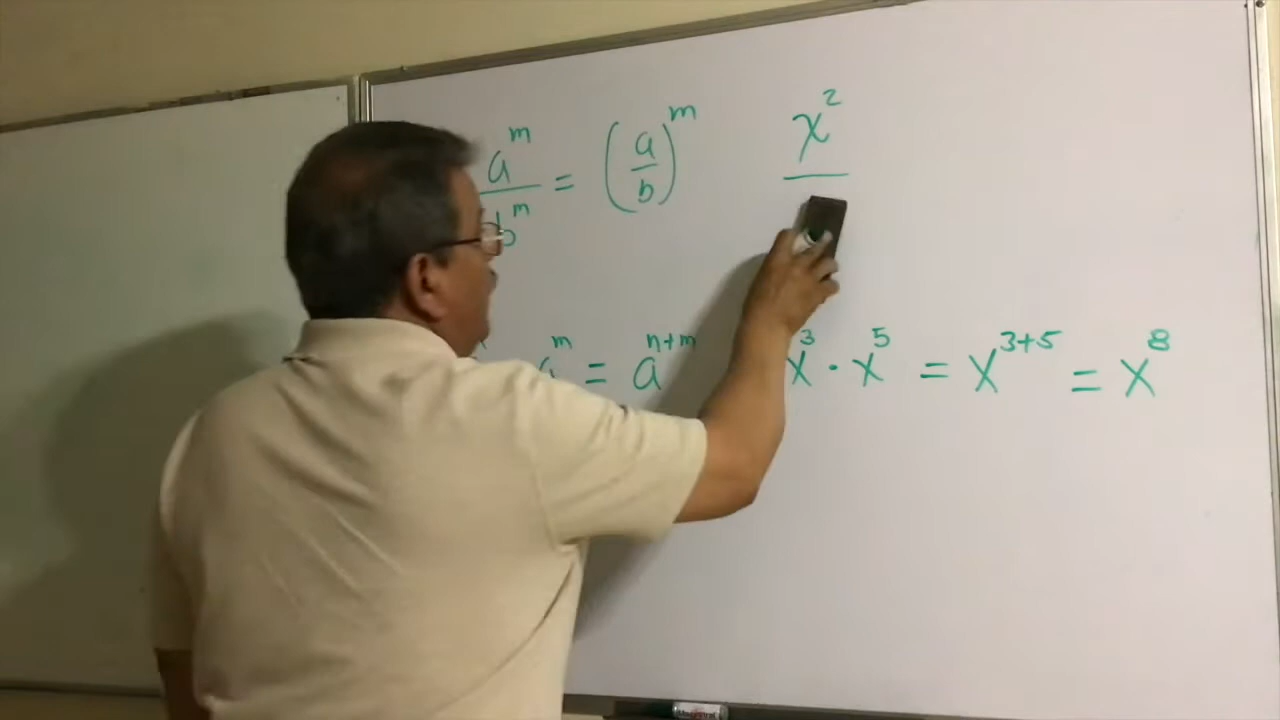 a^m / b^m = (a/b)^m    x^2 /
a^m = a^{n+m}    x^3 · x^5 = x^{3+5} = x^8